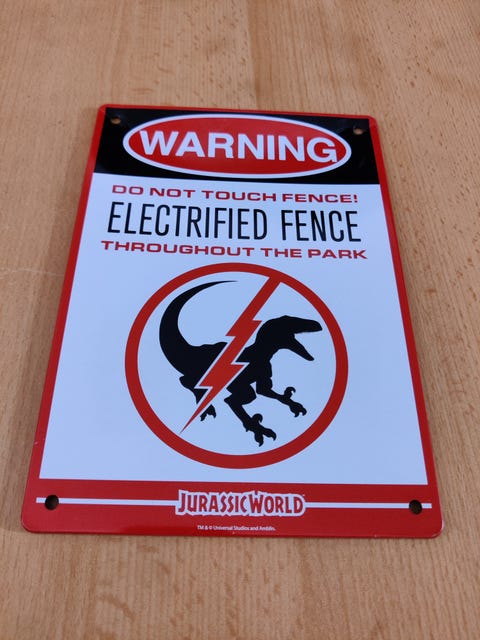 WARNING
DO NOT TOUCH FENCE!
ELECTRIFIED FENCE
THROUGHOUT THE PARK
JURASSIC WORLD
TM & © Universal Studios and Amblin.